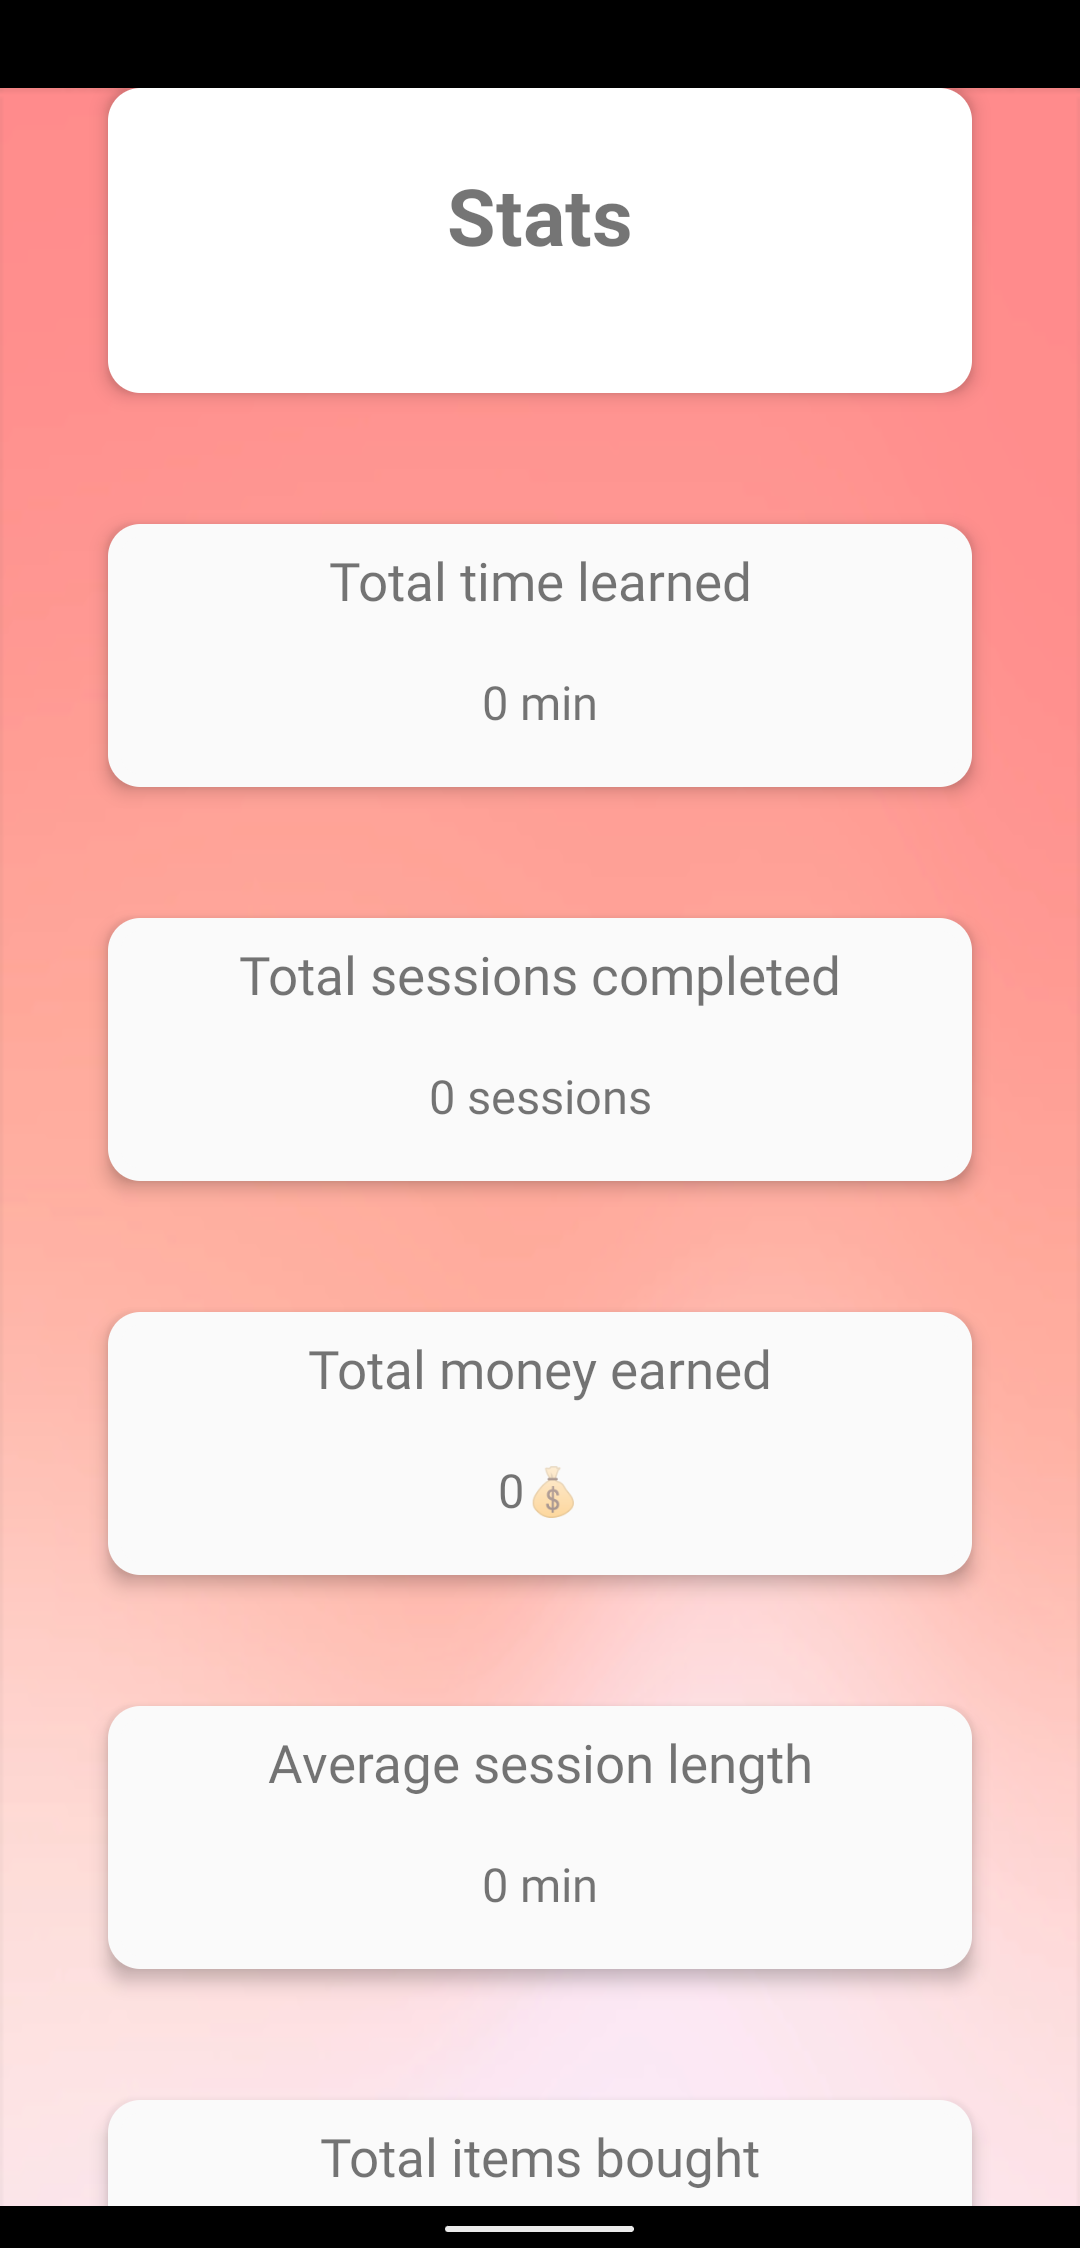 Stats
Total time learned
0 min
Total sessions completed
0 sessions
Total money earned
0💰
Average session length
0 min
Total items bought